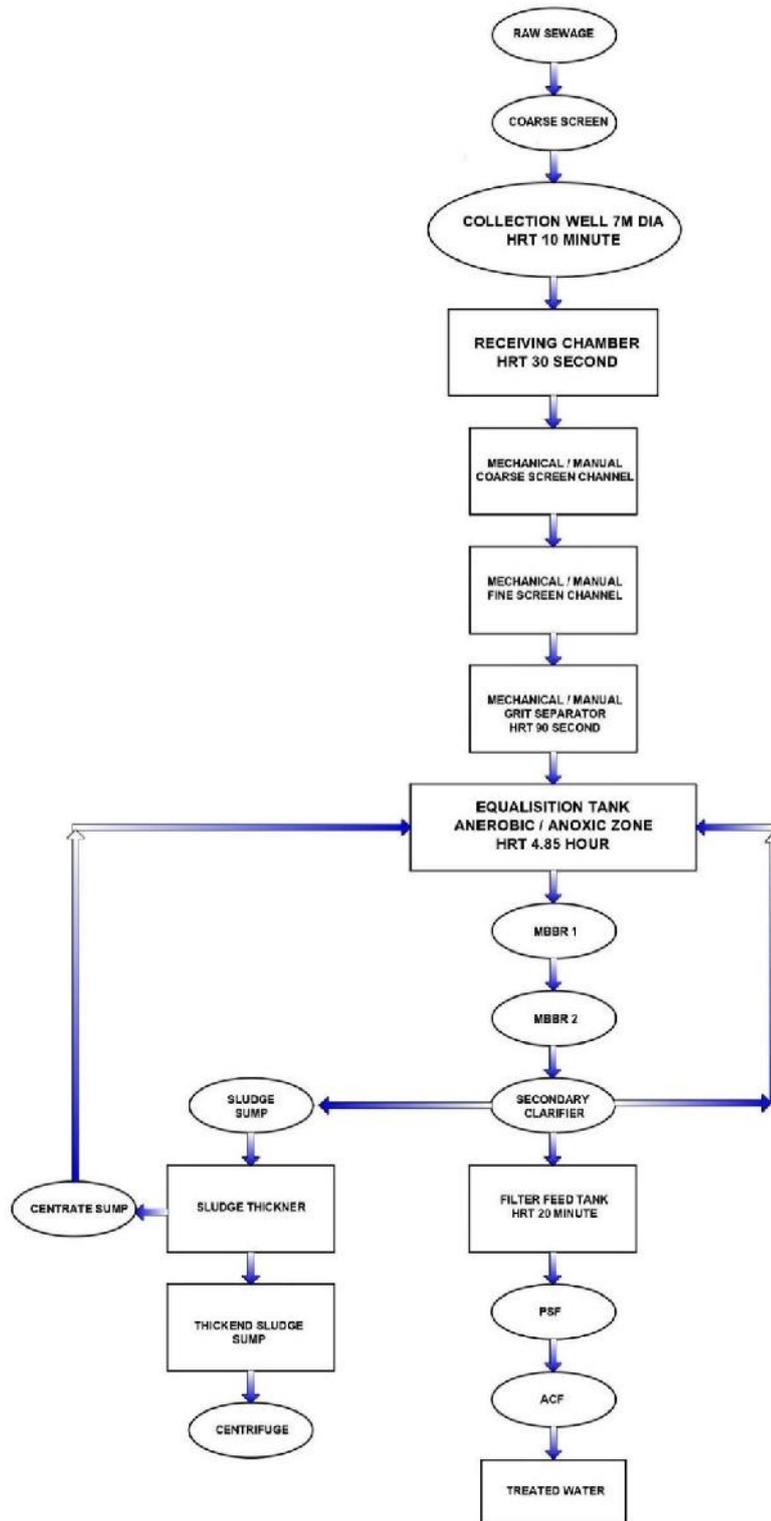 RAW SEWAGE
COARSE SCREEN
COLLECTION WELL 7M DIA
HRT 10 MINUTE
RECEIVING CHAMBER
HRT 30 SECOND
MECHANICAL / MANUAL
COARSE SCREEN CHANNEL
MECHANICAL / MANUAL
FINE SCREEN CHANNEL
MECHANICAL / MANUAL
GRIT SEPARATOR
HRT 90 SECOND
EQUALISITION TANK
ANEROBIC / ANOXIC ZONE
HRT 4.85 HOUR
MBBR 1
MBBR 2
SLUDGE
SUMP
SECONDARY
CLARIFIER
CENTRATE SUMP
SLUDGE THICKNER
FILTER FEED TANK
HRT 20 MINUTE
THICKEND SLUDGE
SUMP
PSF
CENTRIFUGE
ACF
TREATED WATER